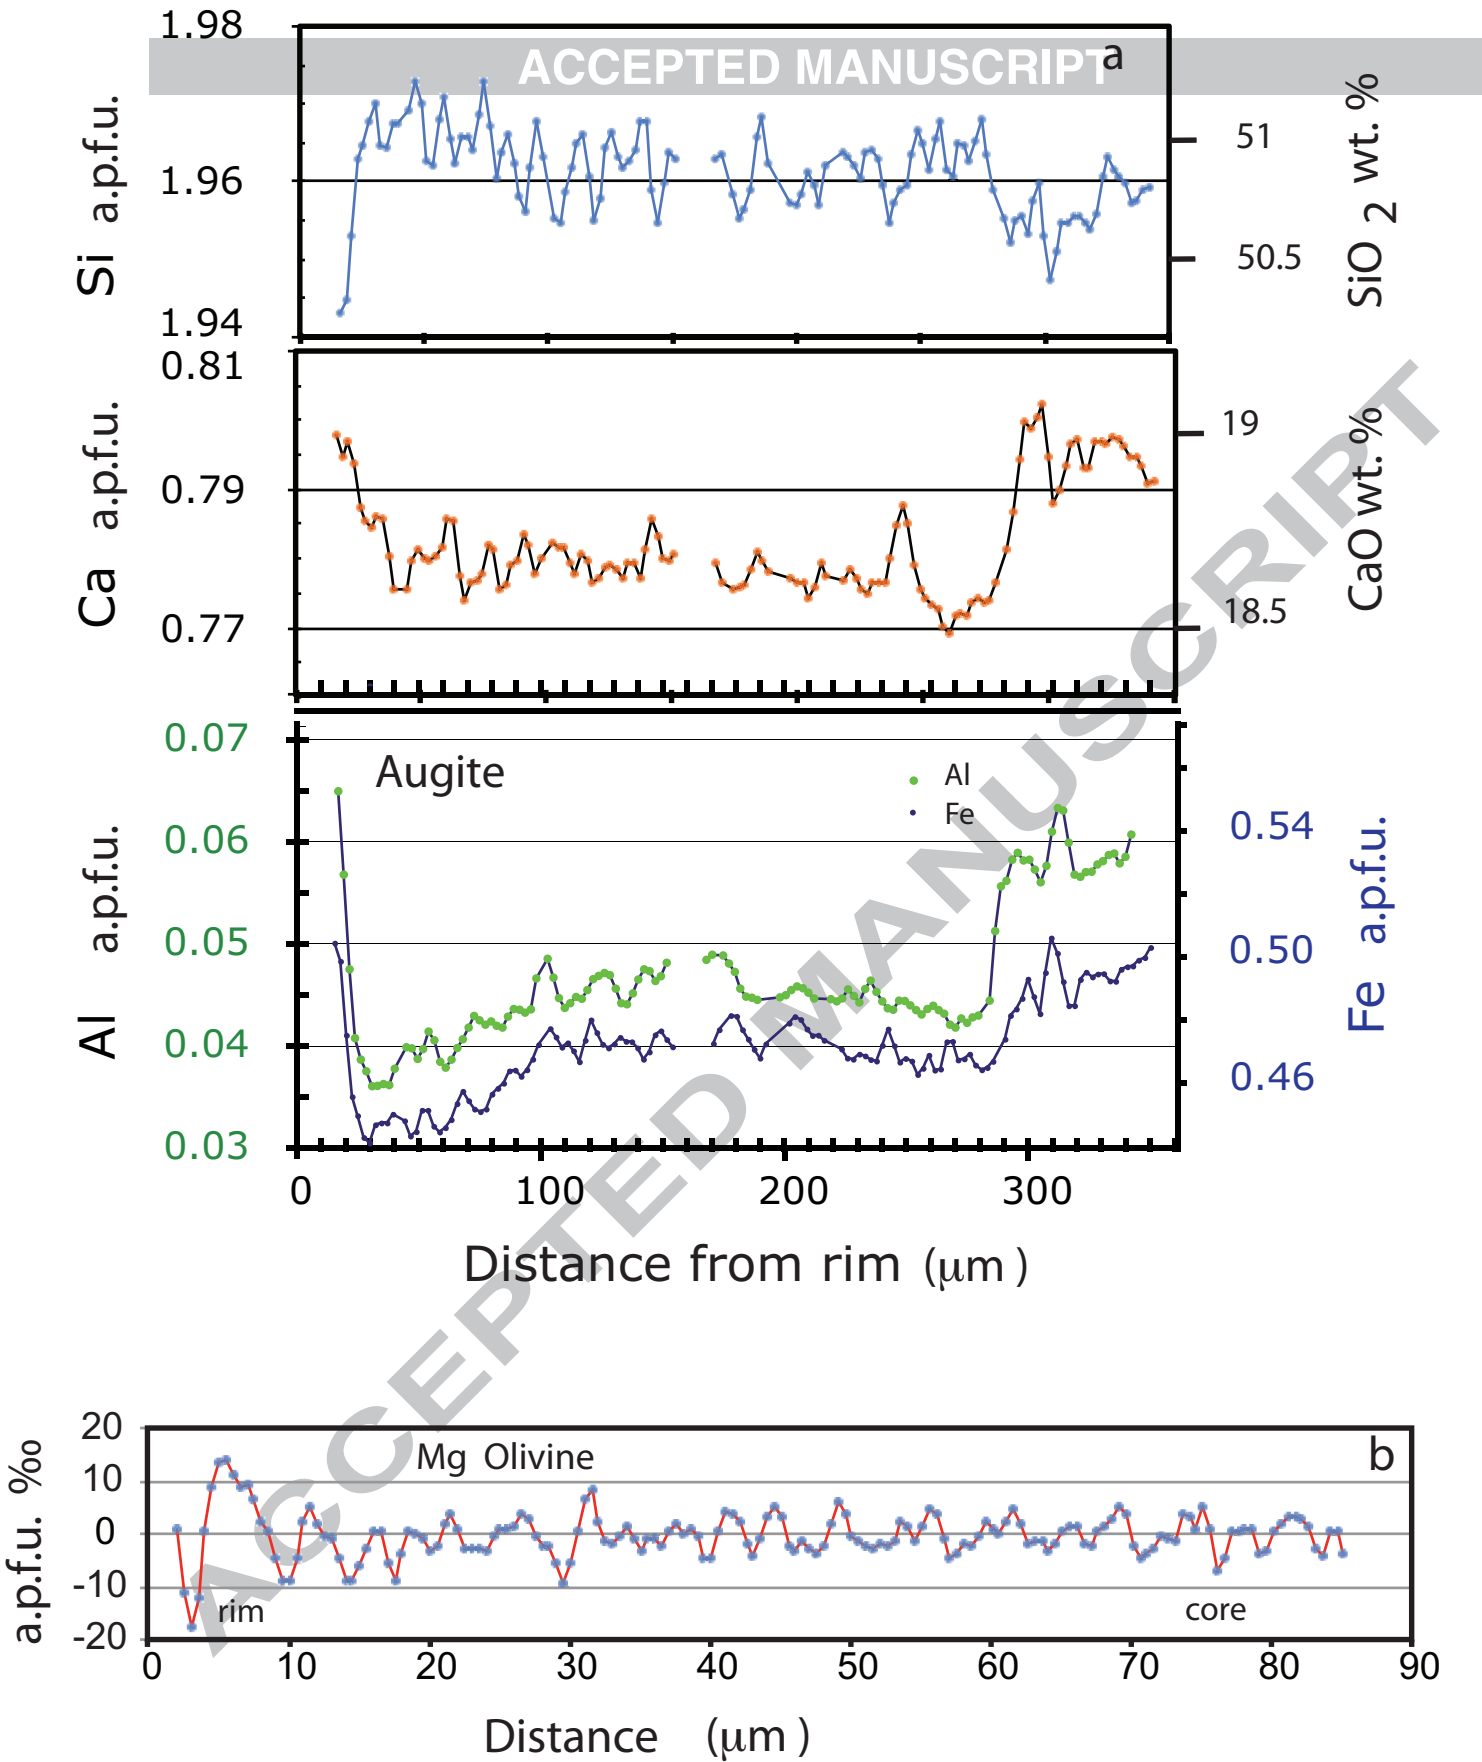 ACCEPTED MANUSCRIPT
a
1.98
1.96
1.94
Si a.p.f.u.
51
50.5
SiO 2 wt. %
0.81
0.79
0.77
Ca a.p.f.u.
19
18.5
CaO wt. %
0.07
0.06
0.05
0.04
0.03
Al a.p.f.u.
Augite
Al
Fe
0.54
0.50
0.46
Fe a.p.f.u.
0 100 200 300
Distance from rim (μm )
ACCEPTED MANUSCRIPT
20
10
0
-10
-20
a.p.f.u. ‰
Mg Olivine
b
rim
core
0 10 20 30 40 50 60 70 80 90
Distance (μm )